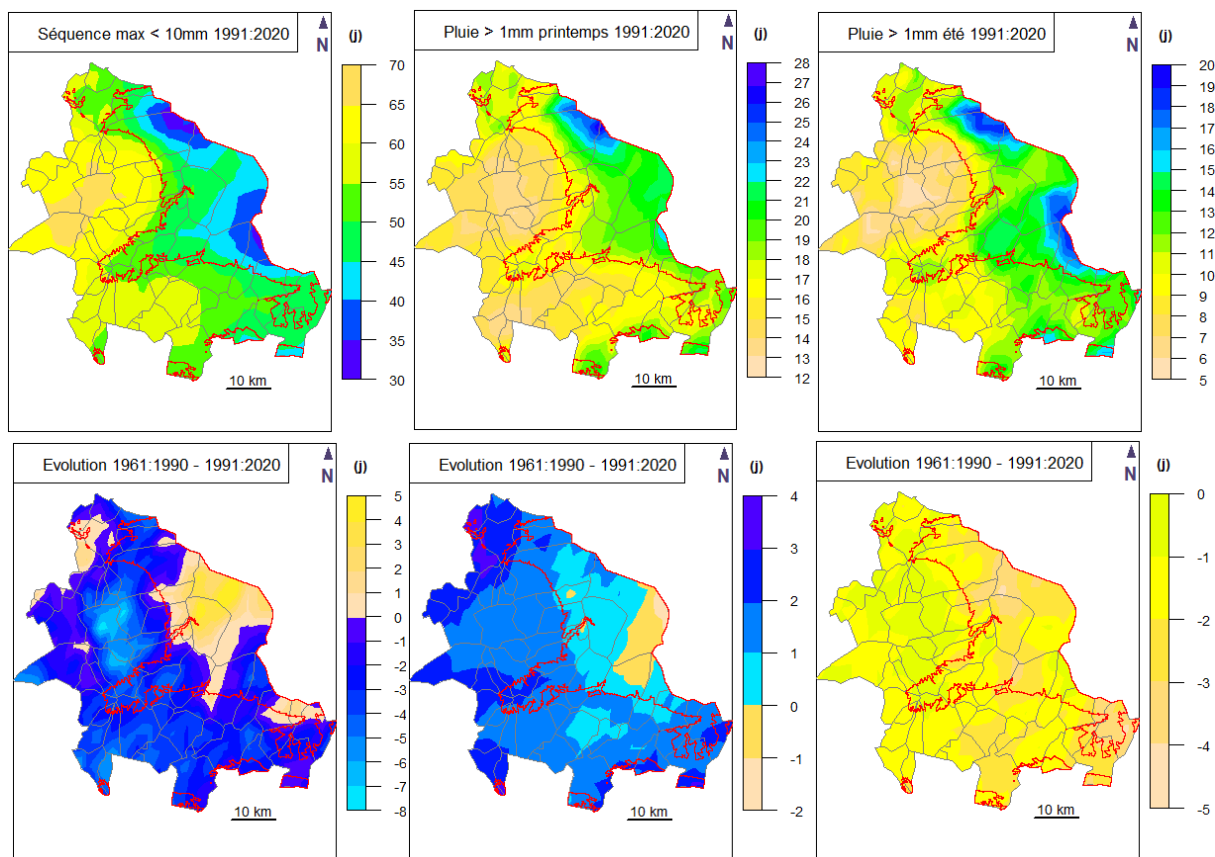 Séquence max < 10mm 1991:2020
N
(j)
70
65
60
55
50
45
40
35
30
10 km
Pluie > 1mm printemps 1991:2020
N
(j)
28
27
26
25
24
23
22
21
20
19
18
17
16
15
14
13
12
10 km
Pluie > 1mm été 1991:2020
N
(j)
20
19
18
17
16
15
14
13
12
11
10
9
8
7
6
5
10 km
Evolution 1961:1990 - 1991:2020
N
(j)
5
4
3
2
1
0
-1
-2
-3
-4
-5
-6
-7
-8
10 km
Evolution 1961:1990 - 1991:2020
N
(j)
4
3
2
1
0
-1
-2
10 km
Evolution 1961:1990 - 1991:2020
N
(j)
0
-1
-2
-3
-4
-5
10 km